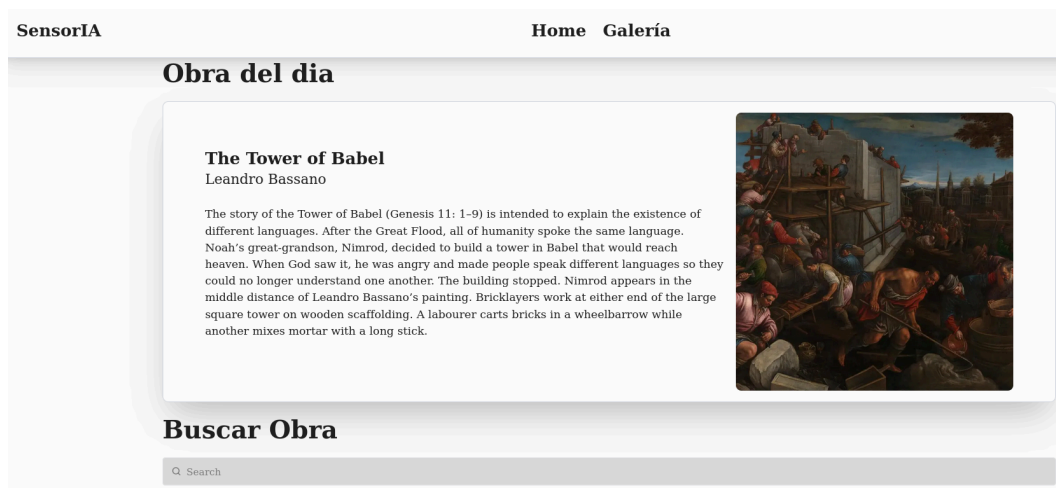 SensorIA
Home Galería
Obra del dia
The Tower of Babel
Leandro Bassano
The story of the Tower of Babel (Genesis 11: 1–9) is intended to explain the existence of
different languages. After the Great Flood, all of humanity spoke the same language.
Noah’s great-grandson, Nimrod, decided to build a tower in Babel that would reach
heaven. When God saw it, he was angry and made people speak different languages so they
could no longer understand one another. The building stopped. Nimrod appears in the
middle distance of Leandro Bassano’s painting. Bricklayers work at either end of the large
square tower on wooden scaffolding. A labourer carts bricks in a wheelbarrow while
another mixes mortar with a long stick.
Buscar Obra
Search